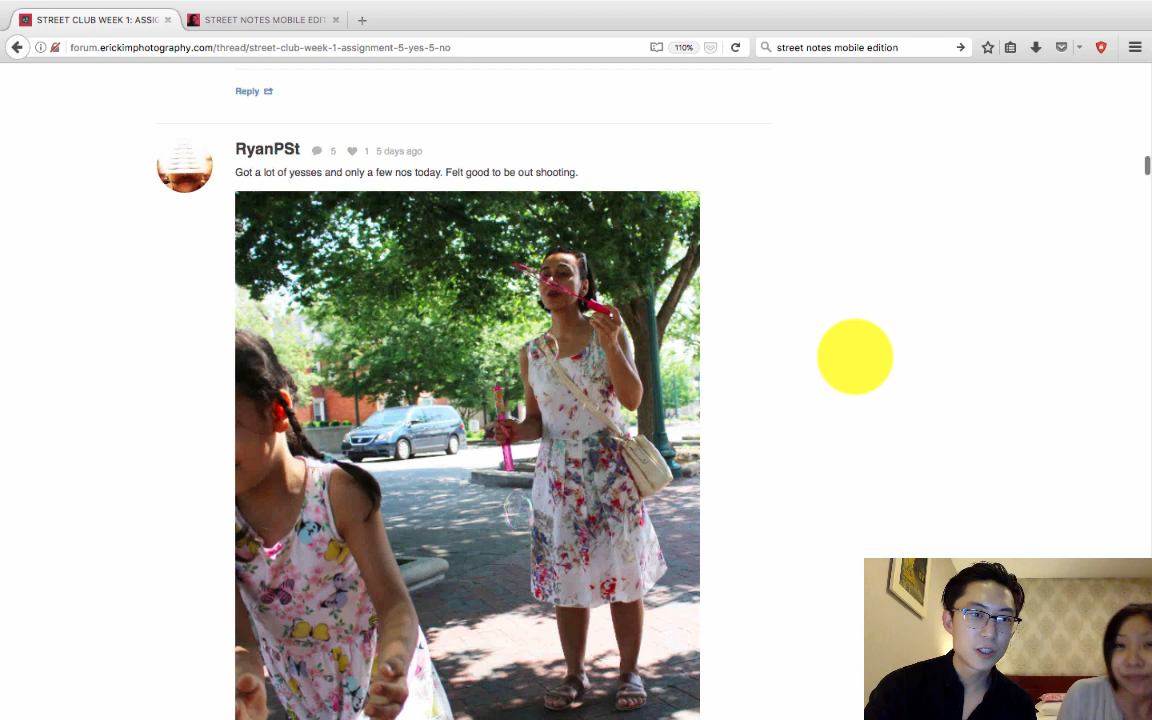 STREET CLUB WEEK 1: ASSIG
STREET NOTES MOBILE EDIT
forum.erickimphotography.com/thread/street-club-week-1-assignment-5-yes-5-no
110%
street notes mobile edition
Reply
RyanPSt 5 1 5 days ago
Got a lot of yesses and only a few nos today. Felt good to be out shooting.